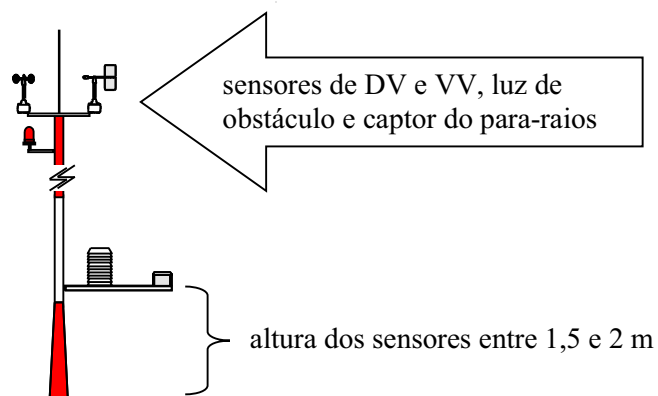 sensores de DV e VV, luz de
obstáculo e captor do para-raios
altura dos sensores entre 1,5 e 2 m